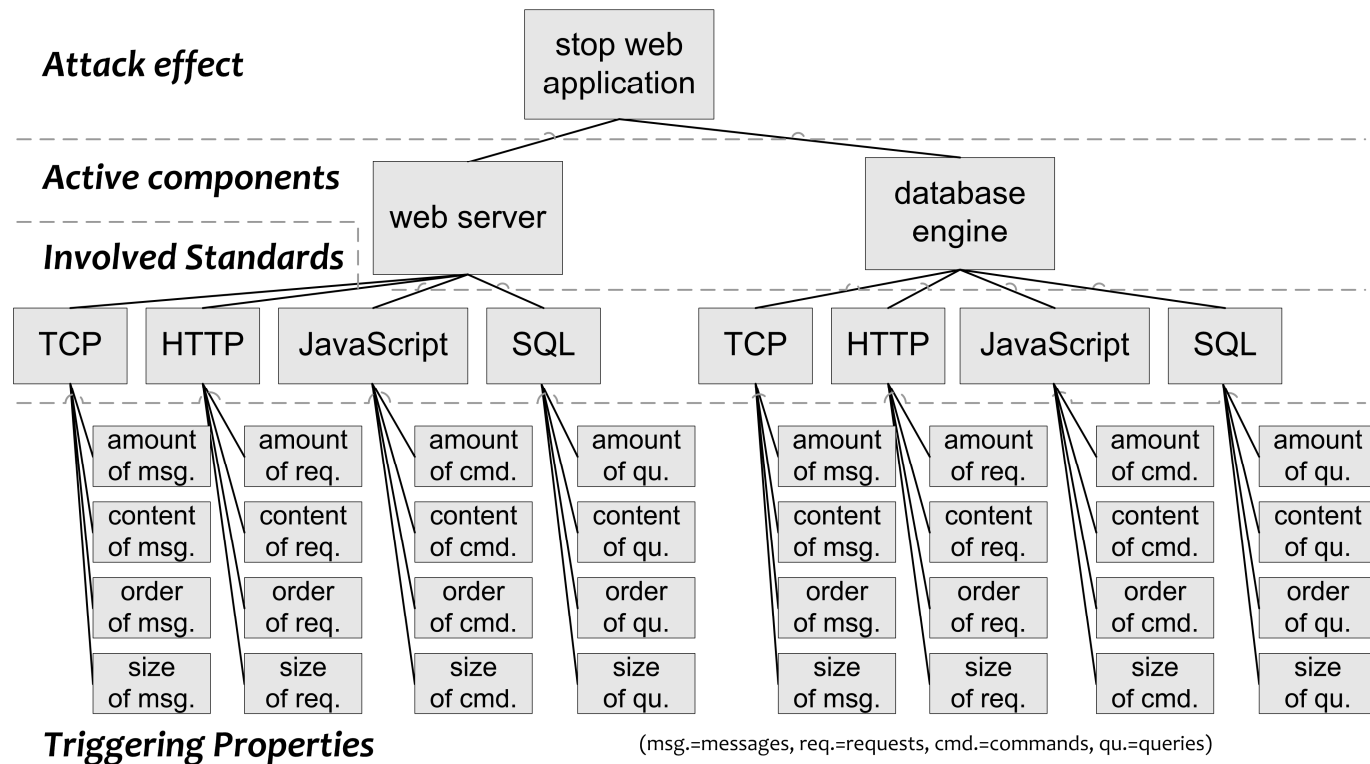 stop web
application
Attack effect
Active components
web server
database
engine
Involved Standards
TCP
HTTP
JavaScript
SQL
TCP
HTTP
JavaScript
SQL
amount
of msg.
amount
of req.
amount
of cmd.
amount
of qu.
amount
of msg.
amount
of req.
amount
of cmd.
amount
of qu.
content
of msg.
content
of req.
content
of cmd.
content
of qu.
content
of msg.
content
of req.
content
of cmd.
content
of qu.
order
of msg.
order
of req.
order
of cmd.
order
of qu.
order
of msg.
order
of req.
order
of cmd.
order
of qu.
size
of msg.
size
of req.
size
of cmd.
size
of qu.
size
of msg.
size
of req.
size
of cmd.
size
of qu.
Triggering Properties
(msg.=messages, req.=requests, cmd.=commands, qu.=queries)